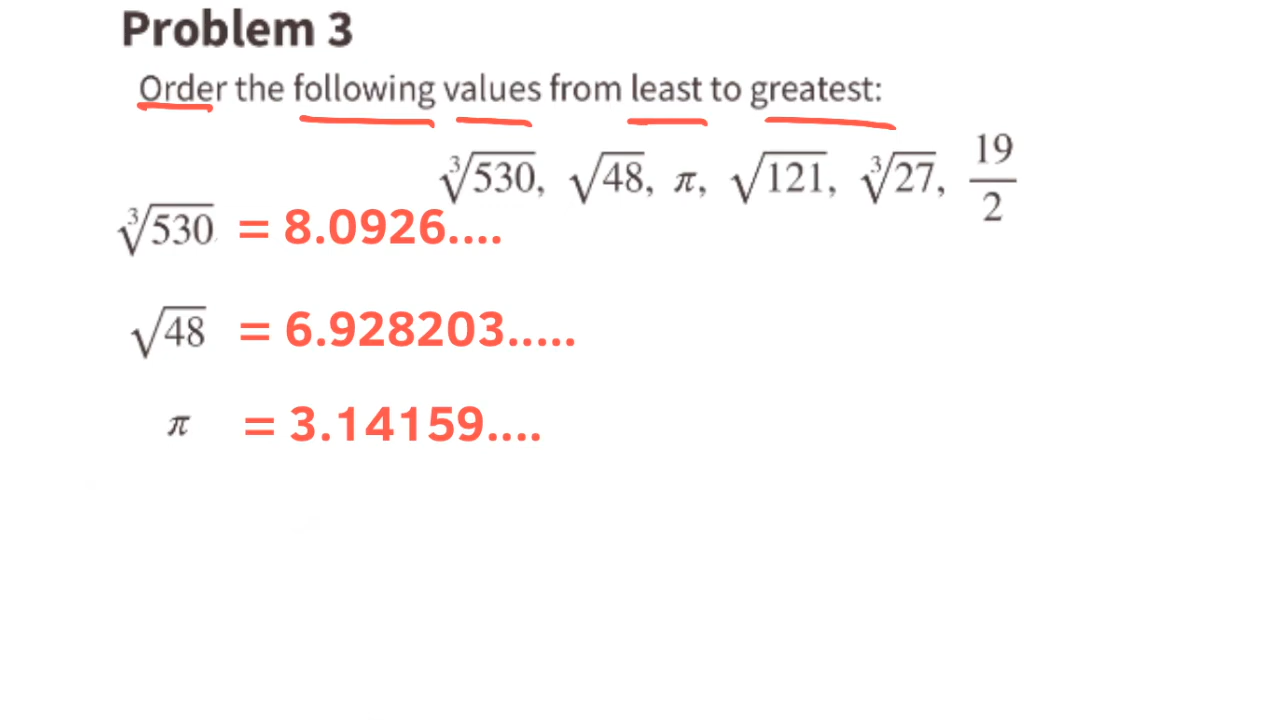 Problem 3
Order the following values from least to greatest:
∛530, √48, π, √121, ∛27, 19/2
∛530 = 8.0926....
√48 = 6.928203.....
π = 3.14159....